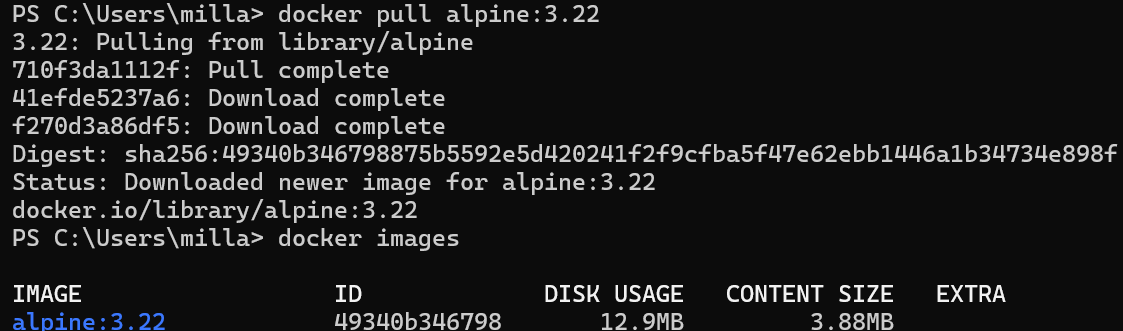 PS C:\Users\milla> docker pull alpine:3.22
3.22: Pulling from library/alpine
710f3da1112f: Pull complete
41efde5237a6: Download complete
f270d3a86df5: Download complete
Digest: sha256:49340b346798875b5592e5d420241f2f9cfba5f47e62ebb1446a1b34734e898f
Status: Downloaded newer image for alpine:3.22
docker.io/library/alpine:3.22
PS C:\Users\milla> docker images
IMAGE ID DISK USAGE CONTENT SIZE EXTRA
alpine:3.22 49340b346798 12.9MB 3.88MB